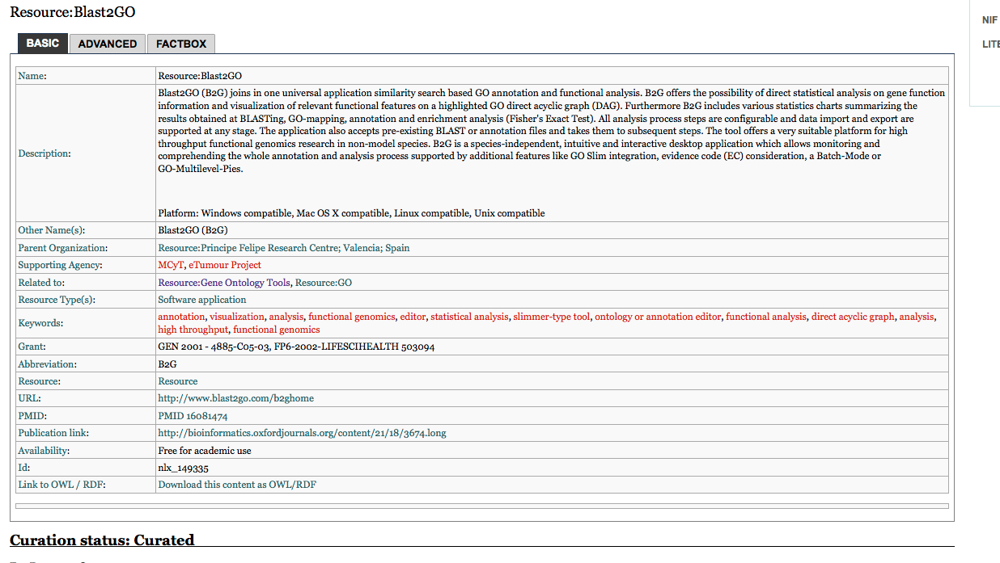 Resource:Blast2GO
NIF
LITE
BASIC ADVANCED FACTBOX
Name: Resource:Blast2GO
Description: Blast2GO (B2G) joins in one universal application similarity search based GO annotation and functional analysis. B2G offers the possibility of direct statistical analysis on gene function
information and visualization of relevant functional features on a highlighted GO direct acyclic graph (DAG). Furthermore B2G includes various statistics charts summarizing the
results obtained at BLASTing, GO-mapping, annotation and enrichment analysis (Fisher's Exact Test). All analysis process steps are configurable and data import and export are
supported at any stage. The application also accepts pre-existing BLAST or annotation files and takes them to subsequent steps. The tool offers a very suitable platform for high
throughput functional genomics research in non-model species. B2G is a species-independent, intuitive and interactive desktop application which allows monitoring and
comprehending the whole annotation and analysis process supported by additional features like GO Slim integration, evidence code (EC) consideration, a Batch-Mode or
GO-Multilevel-Pies.
Platform: Windows compatible, Mac OS X compatible, Linux compatible, Unix compatible
Other Name(s): Blast2GO (B2G)
Parent Organization: Resource:Principe Felipe Research Centre; Valencia; Spain
Supporting Agency: MCyT, eTumour Project
Related to: Resource:Gene Ontology Tools, Resource:GO
Resource Type(s): Software application
Keywords: annotation, visualization, analysis, functional genomics, editor, statistical analysis, slimmer-type tool, ontology or annotation editor, functional analysis, direct acyclic graph, analysis,
high throughput, functional genomics
Grant: GEN 2001 - 4885-C05-03, FP6-2002-LIFESCIHEALTH 503094
Abbreviation: B2G
Resource: Resource
URL: http://www.blast2go.com/b2ghome
PMID: PMID 16081474
Publication link: http://bioinformatics.oxfordjournals.org/content/21/18/3674.long
Availability: Free for academic use
Id: nlx_149335
Link to OWL / RDF: Download this content as OWL/RDF
Curation status: Curated